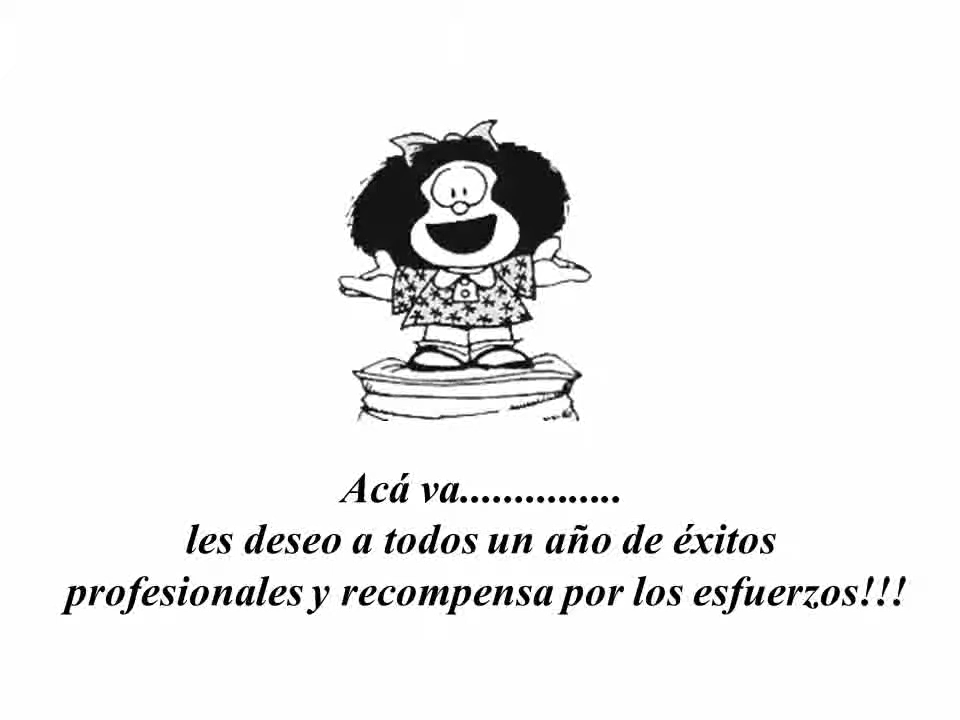 Acá va...............
les deseo a todos un año de éxitos
profesionales y recompensa por los esfuerzos!!!